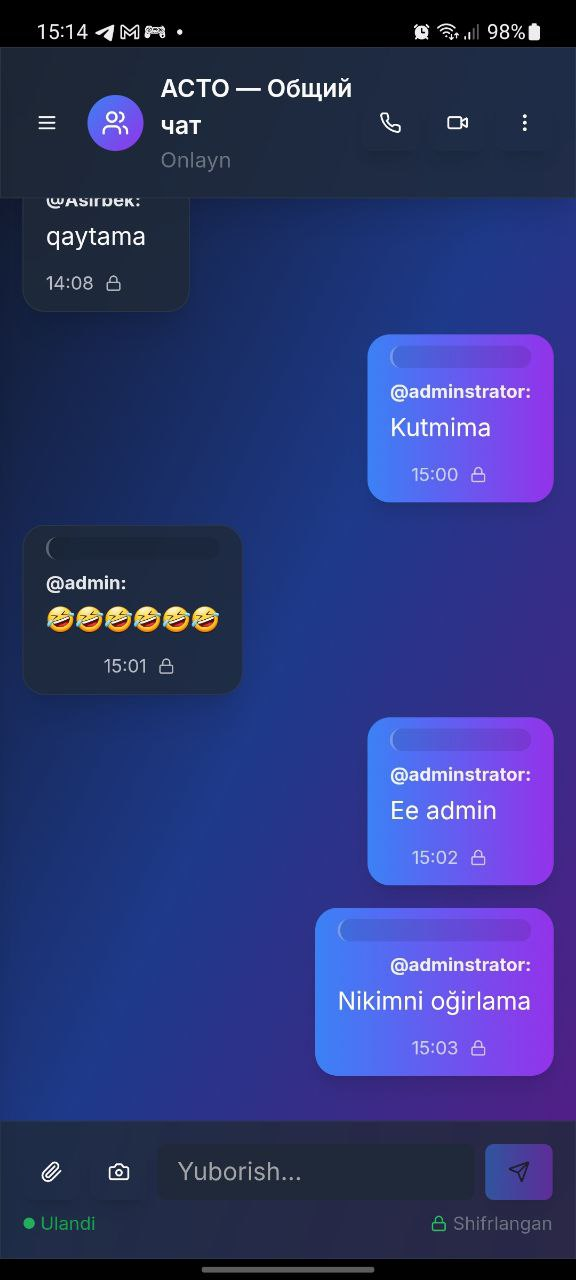 15:14
98%
АСТО — Общий
чат
Onlayn
@Asirbek:
qaytama
14:08
@adminstrator:
Kutmima
15:00
@admin:
🤣🤣🤣🤣🤣🤣
15:01
@adminstrator:
Ee admin
15:02
@adminstrator:
Nikimni oğirlama
15:03
Yuborish...
Ulandi
Shifrlangan